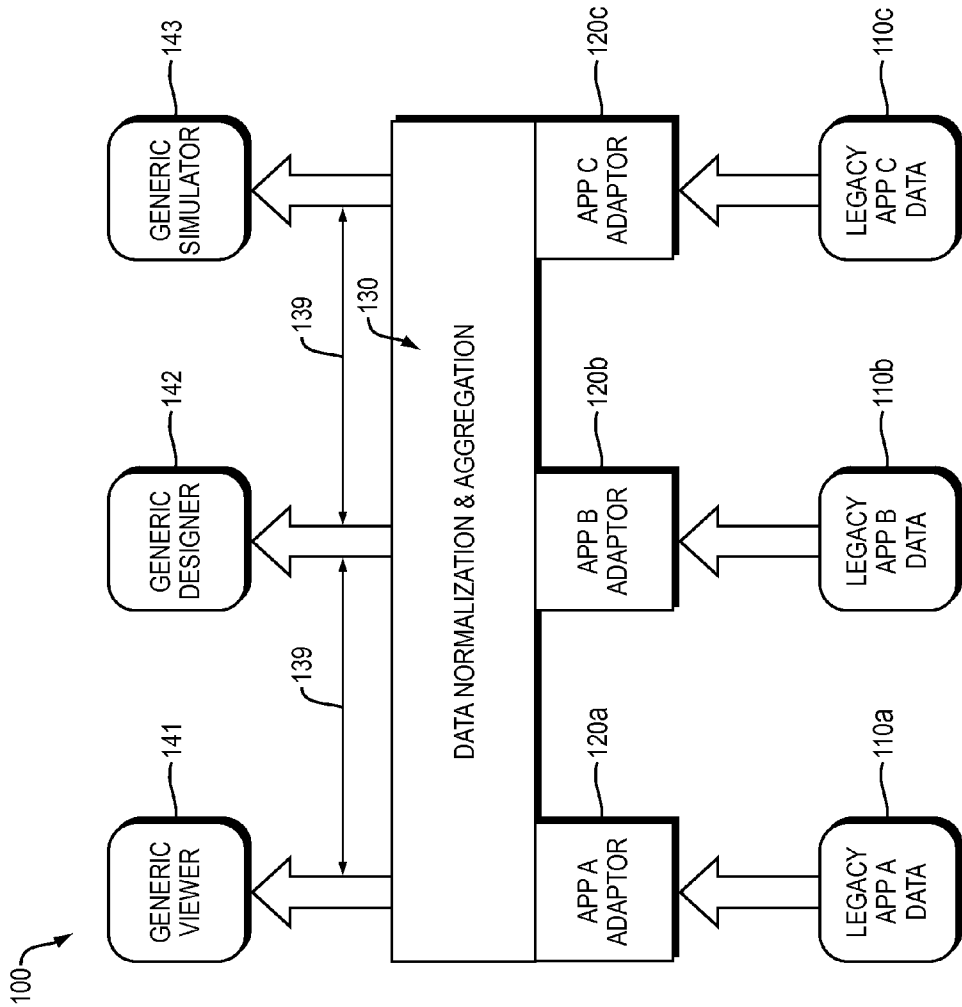 100
LEGACY
APP A
DATA
APP A
ADAPTOR
GENERIC
VIEWER
110a
120a
141
139
LEGACY
APP B
DATA
APP B
ADAPTOR
DATA NORMALIZATION & AGGREGATION
GENERIC
DESIGNER
110b
120b
142
130
139
LEGACY
APP C
DATA
APP C
ADAPTOR
GENERIC
SIMULATOR
110c
120c
143